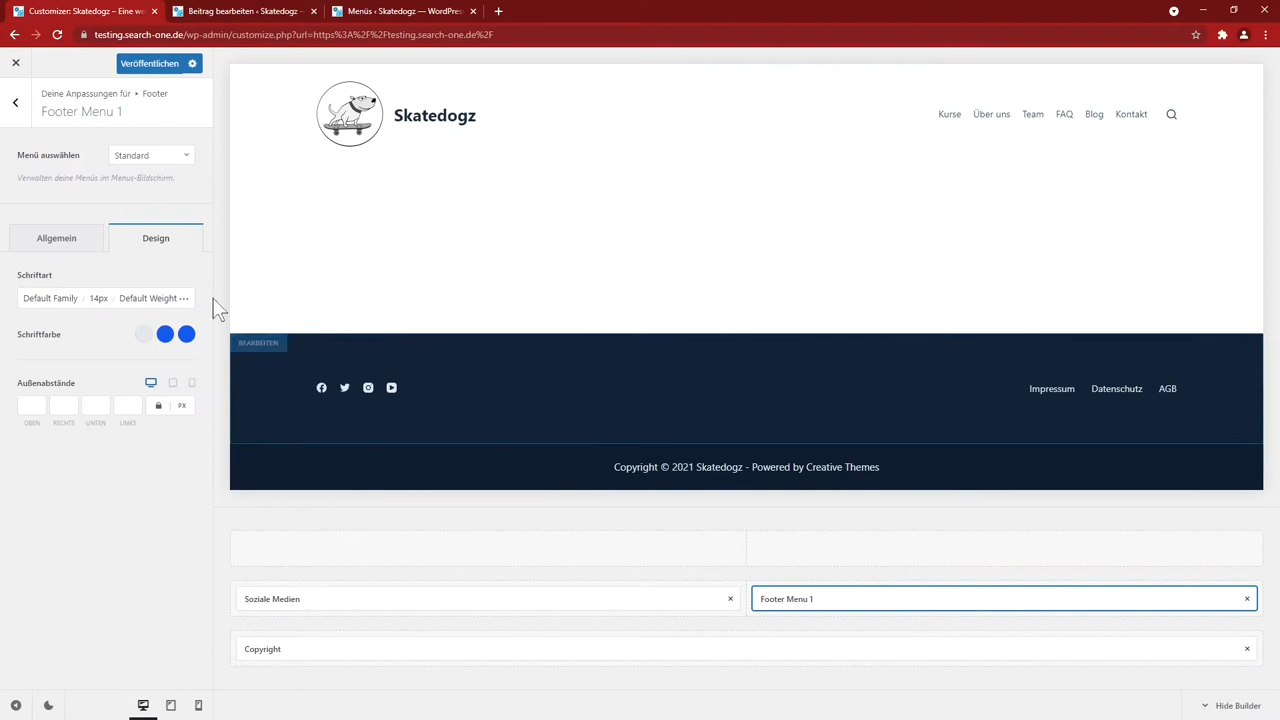 Customizer: Skatedogz - Eine we
Beitrag bearbeiten ‹ Skatedogz —
Menüs ‹ Skatedogz — WordPres
testing.search-one.de/wp-admin/customize.php?url=https%3A%2F%2Ftesting.search-one.de%2F
Veröffentlichen
Deine Anpassungen für ▸ Footer
Footer Menu 1
Menü auswählen
Standard
Verwalten deine Menüs im Menus-Bildschirm.
Allgemein
Design
Schriftart
Default Family / 14px / Default Weight
Schriftfarbe
Außenabstände
PX
OBEN RECHTS UNTEN LINKS
Skatedogz
Kurse Über uns Team FAQ Blog Kontakt
BEARBEITEN
Impressum Datenschutz AGB
Copyright © 2021 Skatedogz - Powered by Creative Themes
Soziale Medien
Footer Menu 1
Copyright
Hide Builder